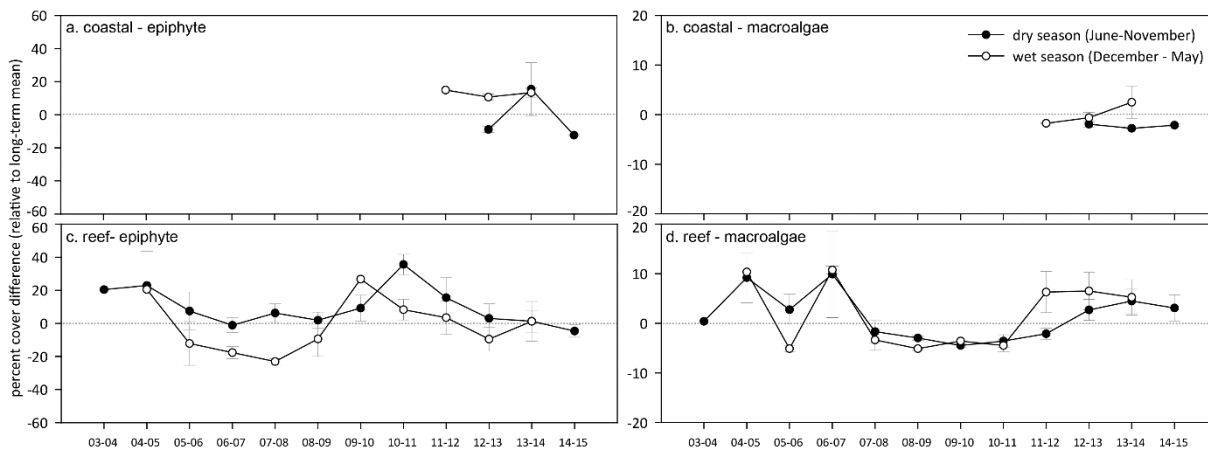 percent cover difference (relative to long-term mean)
60
40
20
0
-20
-40
-60
a. coastal - epiphyte
20
10
0
-10
-20
b. coastal - macroalgae
dry season (June-November)
wet season (December - May)
60
40
20
0
-20
-40
-60
c. reef- epiphyte
03-04 04-05 05-06 06-07 07-08 08-09 09-10 10-11 11-12 12-13 13-14 14-15
20
10
0
-10
-20
d. reef - macroalgae
03-04 04-05 05-06 06-07 07-08 08-09 09-10 10-11 11-12 12-13 13-14 14-15